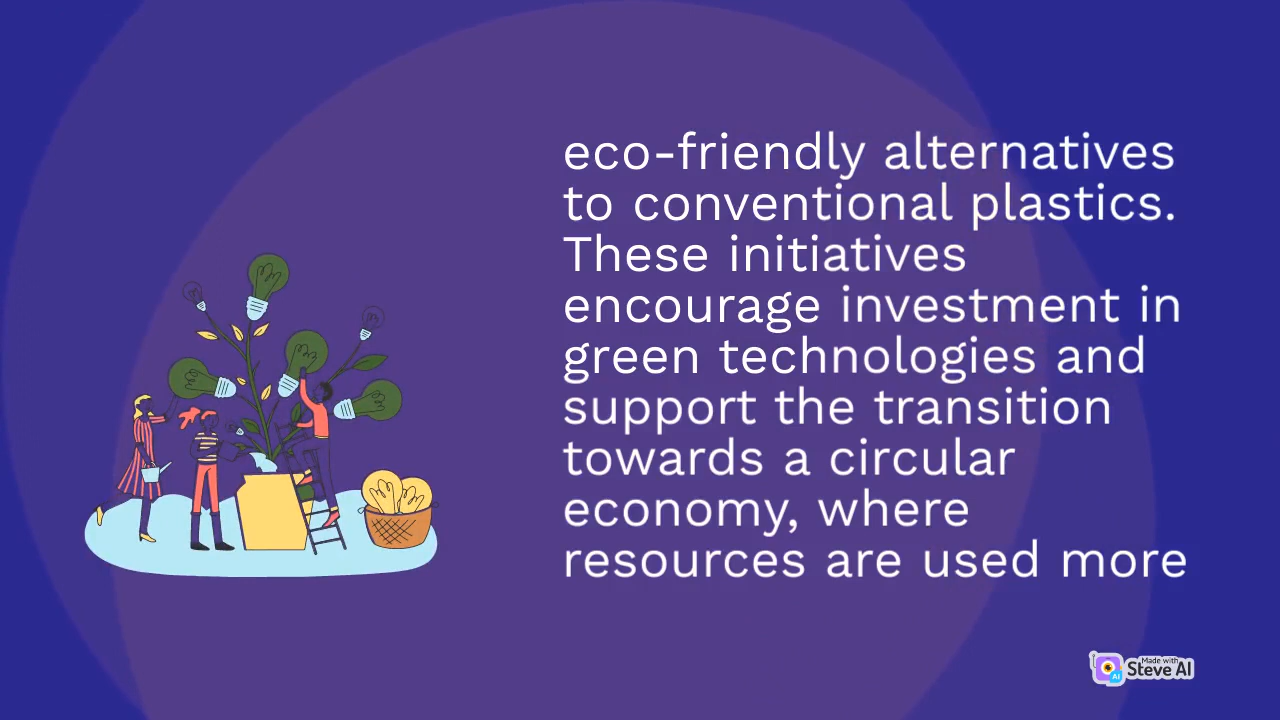 eco-friendly alternatives
to conventional plastics.
These initiatives
encourage investment in
green technologies and
support the transition
towards a circular
economy, where
resources are used more
Made with
Steve AI
AI